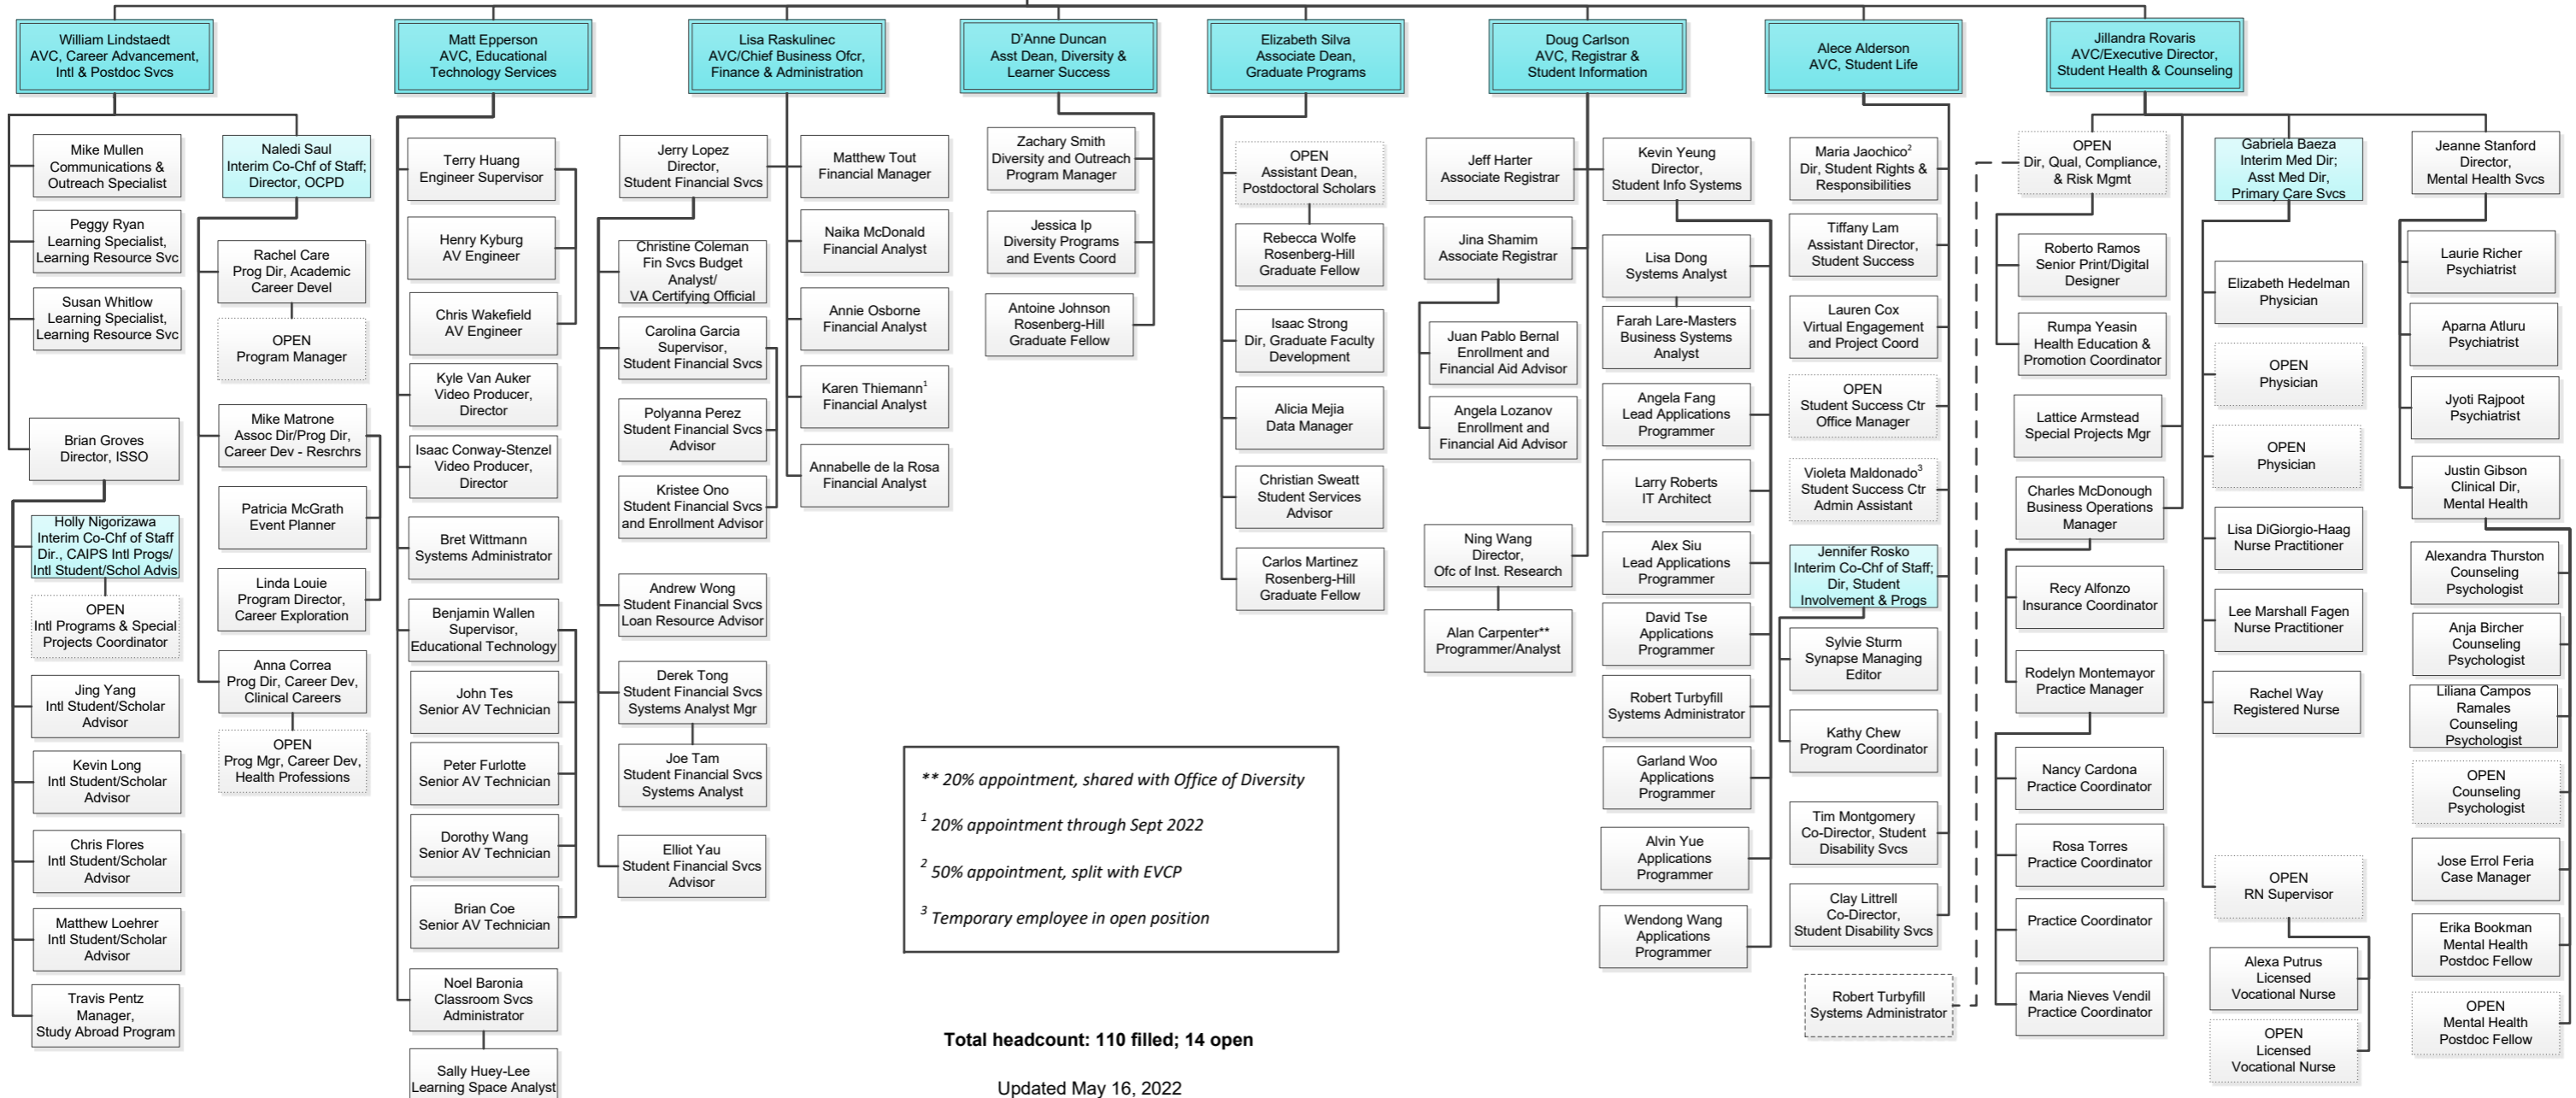 William Lindstaedt
AVC, Career Advancement,
Intl & Postdoc Svcs
Matt Epperson
AVC, Educational
Technology Services
Lisa Raskulinec
AVC/Chief Business Ofcr,
Finance & Administration
D'Anne Duncan
Asst Dean, Diversity &
Learner Success
Elizabeth Silva
Associate Dean,
Graduate Programs
Doug Carlson
AVC, Registrar &
Student Information
Alece Alderson
AVC, Student Life
Jillandra Rovaris
AVC/Executive Director,
Student Health & Counseling
Mike Mullen
Communications &
Outreach Specialist
Peggy Ryan
Learning Specialist,
Learning Resource Svc
Susan Whitlow
Learning Specialist,
Learning Resource Svc
Brian Groves
Director, ISSO
Holly Nigorizawa
Interim Co-Chf of Staff
Dir., CAIPS Intl Progs/
Intl Student/Schol Advis
OPEN
Intl Programs & Special
Projects Coordinator
Jing Yang
Intl Student/Scholar
Advisor
Kevin Long
Intl Student/Scholar
Advisor
Chris Flores
Intl Student/Scholar
Advisor
Matthew Loehrer
Intl Student/Scholar
Advisor
Travis Pentz
Manager,
Study Abroad Program
Naledi Saul
Interim Co-Chf of Staff;
Director, OCPD
Rachel Care
Prog Dir, Academic
Career Devel
OPEN
Program Manager
Mike Matrone
Assoc Dir/Prog Dir,
Career Dev - Resrchrs
Patricia McGrath
Event Planner
Linda Louie
Program Director,
Career Exploration
Anna Correa
Prog Dir, Career Dev,
Clinical Careers
OPEN
Prog Mgr, Career Dev,
Health Professions
Terry Huang
Engineer Supervisor
Henry Kyburg
AV Engineer
Chris Wakefield
AV Engineer
Kyle Van Auker
Video Producer,
Director
Isaac Conway-Stenzel
Video Producer,
Director
Bret Wittmann
Systems Administrator
Benjamin Wallen
Supervisor,
Educational Technology
John Tes
Senior AV Technician
Peter Furlotte
Senior AV Technician
Dorothy Wang
Senior AV Technician
Brian Coe
Senior AV Technician
Noel Baronia
Classroom Svcs
Administrator
Sally Huey-Lee
Learning Space Analyst
Jerry Lopez
Director,
Student Financial Svcs
Christine Coleman
Fin Svcs Budget
Analyst/
VA Certifying Official
Carolina Garcia
Supervisor,
Student Financial Svcs
Polyanna Perez
Student Financial Svcs
Advisor
Kristee Ono
Student Financial Svcs
and Enrollment Advisor
Andrew Wong
Student Financial Svcs
Loan Resource Advisor
Derek Tong
Student Financial Svcs
Systems Analyst Mgr
Joe Tam
Student Financial Svcs
Systems Analyst
Elliot Yau
Student Financial Svcs
Advisor
Matthew Tout
Financial Manager
Naika McDonald
Financial Analyst
Annie Osborne
Financial Analyst
Karen Thiemann¹
Financial Analyst
Annabelle de la Rosa
Financial Analyst
Zachary Smith
Diversity and Outreach
Program Manager
Jessica Ip
Diversity Programs
and Events Coord
Antoine Johnson
Rosenberg-Hill
Graduate Fellow
OPEN
Assistant Dean,
Postdoctoral Scholars
Rebecca Wolfe
Rosenberg-Hill
Graduate Fellow
Isaac Strong
Dir, Graduate Faculty
Development
Alicia Mejia
Data Manager
Christian Sweatt
Student Services
Advisor
Carlos Martinez
Rosenberg-Hill
Graduate Fellow
Jeff Harter
Associate Registrar
Jina Shamim
Associate Registrar
Juan Pablo Bernal
Enrollment and
Financial Aid Advisor
Angela Lozanov
Enrollment and
Financial Aid Advisor
Ning Wang
Director,
Ofc of Inst. Research
Alan Carpenter**
Programmer/Analyst
Kevin Yeung
Director,
Student Info Systems
Lisa Dong
Systems Analyst
Farah Lare-Masters
Business Systems
Analyst
Angela Fang
Lead Applications
Programmer
Larry Roberts
IT Architect
Alex Siu
Lead Applications
Programmer
David Tse
Applications
Programmer
Robert Turbyfill
Systems Administrator
Garland Woo
Applications
Programmer
Alvin Yue
Applications
Programmer
Wendong Wang
Applications
Programmer
Maria Jaochico²
Dir, Student Rights &
Responsibilities
Tiffany Lam
Assistant Director,
Student Success
Lauren Cox
Virtual Engagement
and Project Coord
OPEN
Student Success Ctr
Office Manager
Violeta Maldonado³
Student Success Ctr
Admin Assistant
Jennifer Rosko
Interim Co-Chf of Staff;
Dir, Student
Involvement & Progs
Sylvie Sturm
Synapse Managing
Editor
Kathy Chew
Program Coordinator
Tim Montgomery
Co-Director, Student
Disability Svcs
Clay Littrell
Co-Director,
Student Disability Svcs
Robert Turbyfill
Systems Administrator
OPEN
Dir, Qual, Compliance,
& Risk Mgmt
Roberto Ramos
Senior Print/Digital
Designer
Rumpa Yeasin
Health Education &
Promotion Coordinator
Lattice Armstead
Special Projects Mgr
Charles McDonough
Business Operations
Manager
Recy Alfonzo
Insurance Coordinator
Rodelyn Montemayor
Practice Manager
Nancy Cardona
Practice Coordinator
Rosa Torres
Practice Coordinator
Practice Coordinator
Maria Nieves Vendil
Practice Coordinator
Gabriela Baeza
Interim Med Dir;
Asst Med Dir,
Primary Care Svcs
Elizabeth Hedelman
Physician
OPEN
Physician
OPEN
Physician
Lisa DiGiorgio-Haag
Nurse Practitioner
Lee Marshall Fagen
Nurse Practitioner
Rachel Way
Registered Nurse
OPEN
RN Supervisor
Alexa Putrus
Licensed
Vocational Nurse
OPEN
Licensed
Vocational Nurse
Jeanne Stanford
Director,
Mental Health Svcs
Laurie Richer
Psychiatrist
Aparna Atluru
Psychiatrist
Jyoti Rajpoot
Psychiatrist
Justin Gibson
Clinical Dir,
Mental Health
Alexandra Thurston
Counseling
Psychologist
Anja Bircher
Counseling
Psychologist
Liliana Campos
Ramales
Counseling
Psychologist
OPEN
Counseling
Psychologist
Jose Errol Feria
Case Manager
Erika Bookman
Mental Health
Postdoc Fellow
OPEN
Mental Health
Postdoc Fellow
** 20% appointment, shared with Office of Diversity
¹ 20% appointment through Sept 2022
² 50% appointment, split with EVCP
³ Temporary employee in open position
Total headcount: 110 filled; 14 open
Updated May 16, 2022